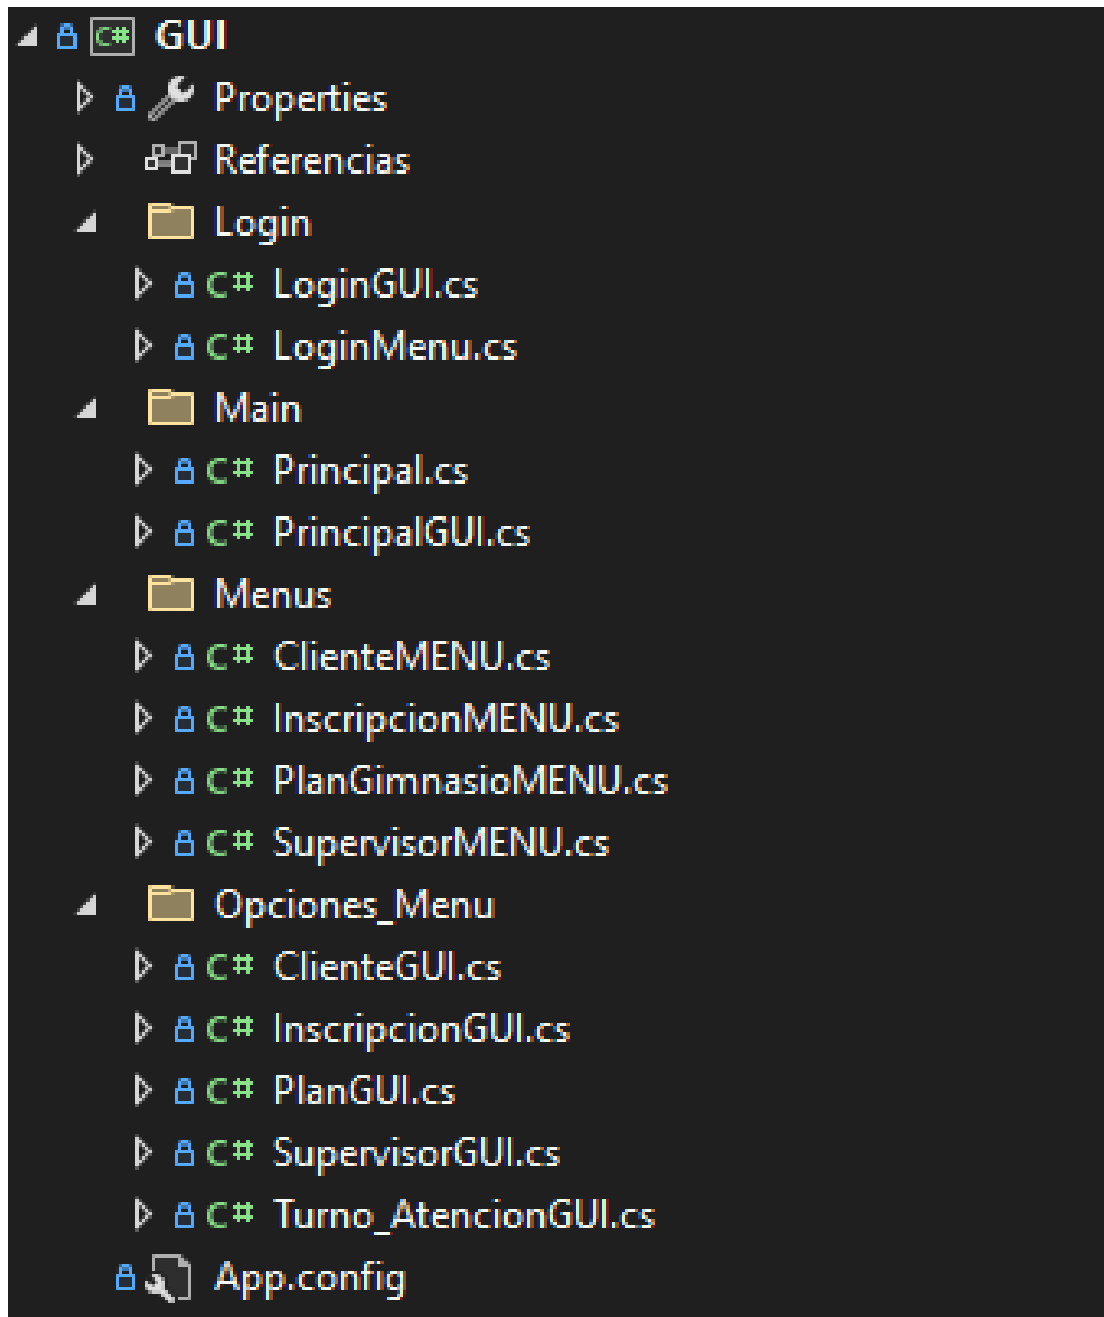 C# GUI
Properties
Referencias
Login
C# LoginGUI.cs
C# LoginMenu.cs
Main
C# Principal.cs
C# PrincipalGUI.cs
Menus
C# ClienteMENU.cs
C# InscripcionMENU.cs
C# PlanGimnasioMENU.cs
C# SupervisorMENU.cs
Opciones_Menu
C# ClienteGUI.cs
C# InscripcionGUI.cs
C# PlanGUI.cs
C# SupervisorGUI.cs
C# Turno_AtencionGUI.cs
App.config